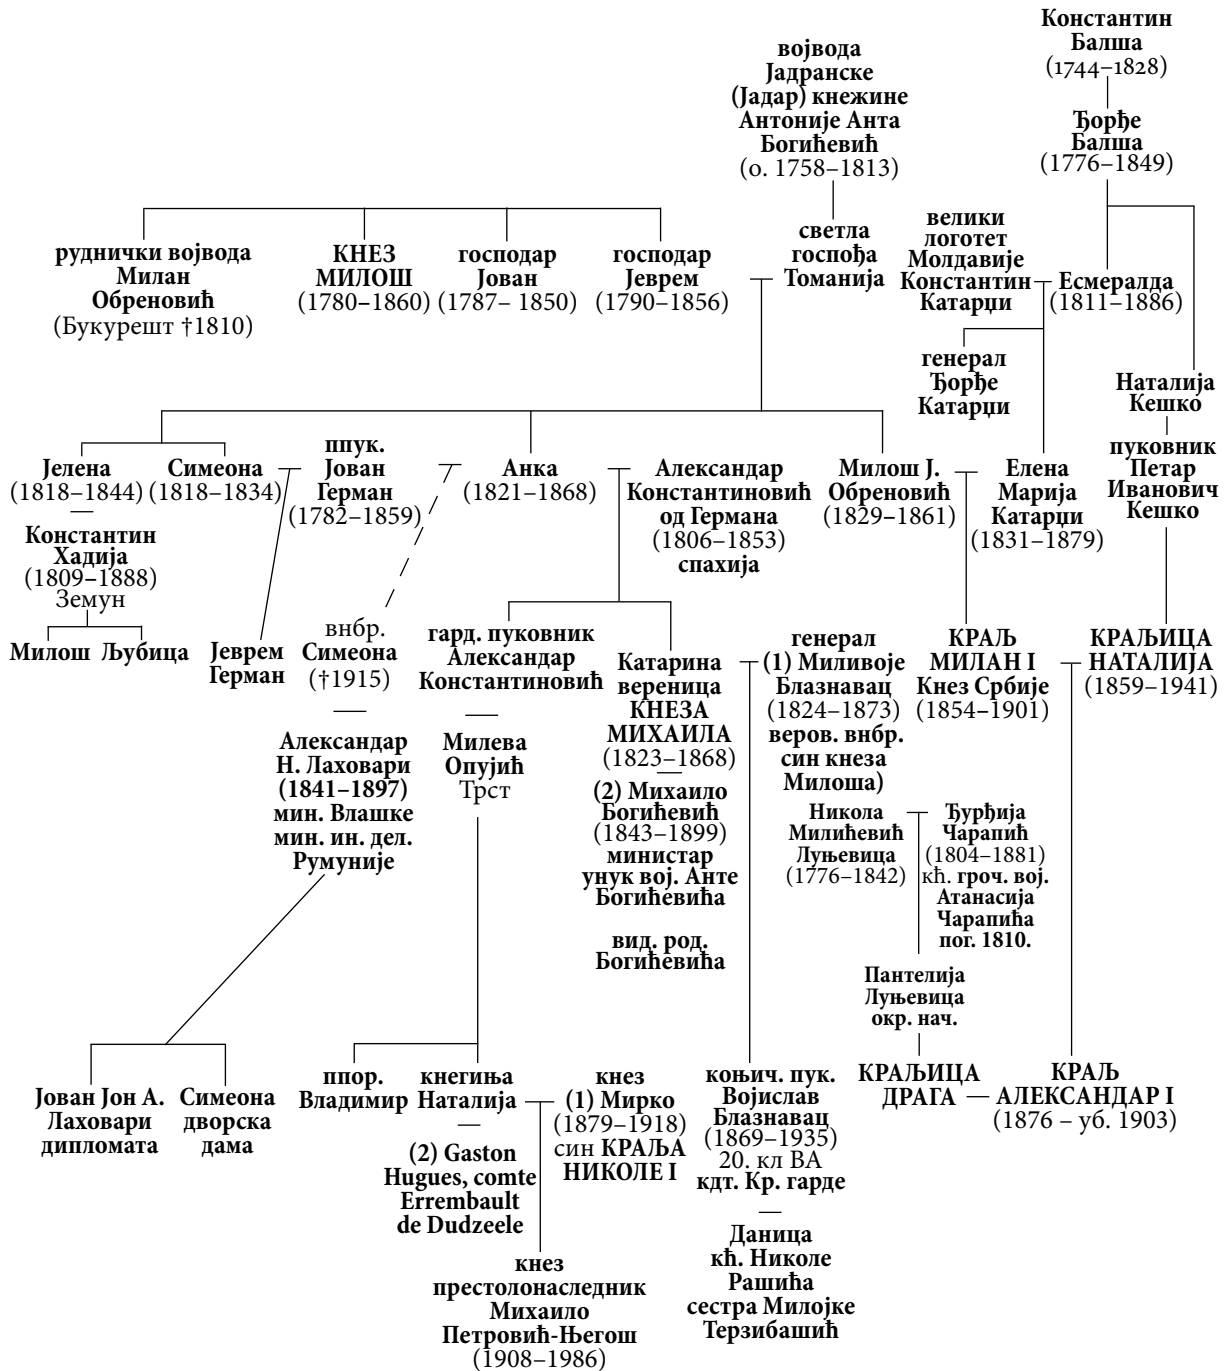 Константин
Балша
(1744–1828)
војвода
Јадранске
(Јадар) кнежине
Антоније Анта
Богићевић
(о. 1758–1813)
Ђорђе
Балша
(1776–1849)
руднички војвода
Милан
Обреновић
(Букурешт †1810)
КНЕЗ
МИЛОШ
(1780–1860)
господар
Јован
(1787– 1850)
господар
Јеврем
(1790–1856)
светла
госпођа
Томанија
велики
логотет
Молдавије
Константин
Катарџи
Есмералда
(1811–1886)
генерал
Ђорђе
Катарџи
Наталија
Кешко
Јелена
(1818–1844)
Константин
Хадија
(1809–1888)
Земун
Симеона
(1818–1834)
ппук.
Јован
Герман
(1782–1859)
Анка
(1821–1868)
Александар
Константиновић
од Германа
(1806–1853)
спахија
Милош Ј.
Обреновић
(1829–1861)
Елена
Марија
Катарџи
(1831–1879)
пуковник
Петар
Иванович
Кешко
Милош
Љубица
Јеврем
Герман
внбр.
Симеона
(†1915)
Александар
Н. Лаховари
(1841–1897)
мин. Влашке
мин. ин. дел.
Румуније
гард. пуковник
Александар
Константиновић
Милева
Опујић
Трст
Катарина
вереница
КНЕЗА
МИХАИЛА
(1823–1868)
(2) Михаило
Богићевић
(1843–1899)
министар
унук вој. Анте
Богићевића
вид. род.
Богићевића
генерал
(1) Миливоје
Блазнавац
(1824–1873)
веров. внбр.
син кнеза
Милоша)
КРАЉ
МИЛАН I
Кнез Србије
(1854–1901)
КРАЉИЦА
НАТАЛИЈА
(1859–1941)
Никола
Милићевић
Луњевица
(1776–1842)
Ђурђија
Чарапић
(1804–1881)
кћ. гроч. вој.
Атанасија
Чарапића
пог. 1810.
Пантелија
Луњевица
окр. нач.
Јован Јон А.
Лаховари
дипломата
Симеона
дворска
дама
ппор.
Владимир
кнегиња
Наталија
(2) Gaston
Hugues, comte
Errembault
de Dudzeele
кнез
(1) Мирко
(1879–1918)
син КРАЉА
НИКОЛЕ I
коњич. пук.
Војислав
Блазнавац
(1869–1935)
20. кл ВА
кдт. Кр. гарде
Даница
кћ. Николе
Рашића
сестра Милојке
Терзибашић
КРАЉИЦА
ДРАГА
КРАЉ
АЛЕКСАНДАР I
(1876 – уб. 1903)
кнез
престолонаследник
Михаило
Петровић-Његош
(1908–1986)